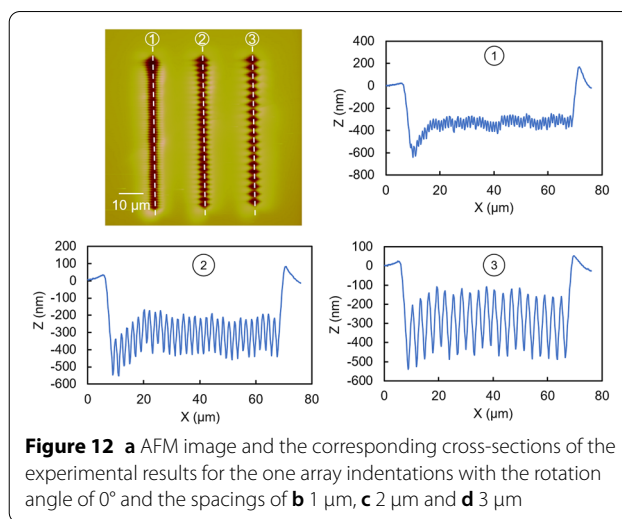 ① ② ③
10 μm
①
400
200
0
-200
-400
-600
-800
Z (nm)
0 20 40 60 80
X (μm)
②
200
100
0
-100
-200
-300
-400
-500
-600
Z (nm)
0 20 40 60 80
X (μm)
③
100
0
-100
-200
-300
-400
-500
-600
Z (nm)
0 20 40 60 80
X (μm)
Figure 12 a AFM image and the corresponding cross-sections of the
experimental results for the one array indentations with the rotation
angle of 0° and the spacings of b 1 μm, c 2 μm and d 3 μm